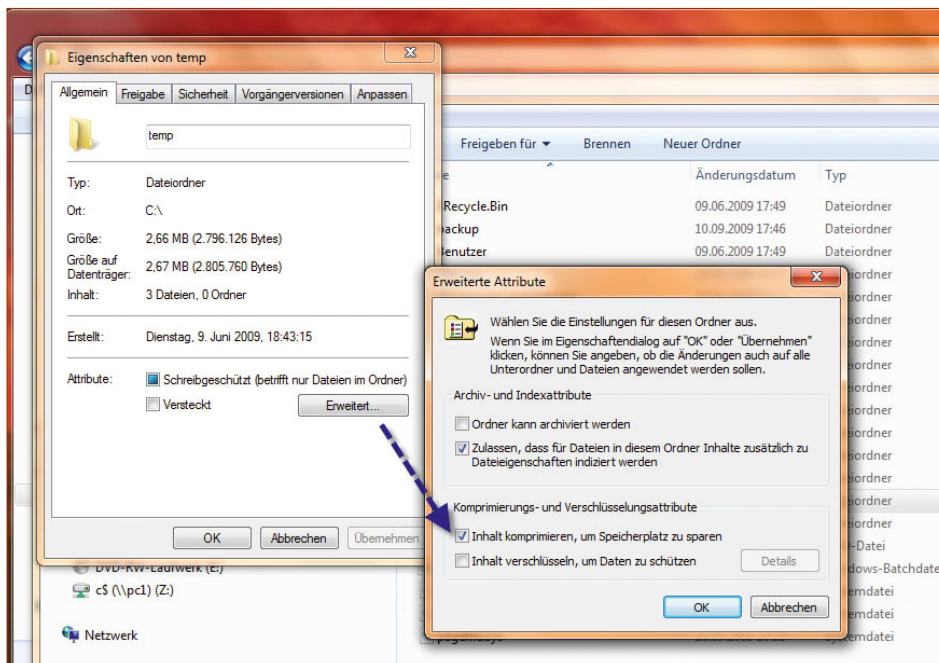 Eigenschaften von temp
Allgemein
Freigabe
Sicherheit
Vorgängerversionen
Anpassen
temp
Typ: Dateiordner
Ort: C:\
Größe: 2,66 MB (2.796.126 Bytes)
Größe auf
Datenträger: 2,67 MB (2.805.760 Bytes)
Inhalt: 3 Dateien, 0 Ordner
Erstellt: Dienstag, 9. Juni 2009, 18:43:15
Attribute: Schreibgeschützt (betrifft nur Dateien im Ordner)
Versteckt
Erweitert...
OK
Abbrechen
Übernehmen
Freigeben für
Brennen
Neuer Ordner
Änderungsdatum
Typ
Recycle.Bin 09.06.2009 17:49 Dateiordner
backup 10.09.2009 17:46 Dateiordner
Benutzer 09.06.2009 17:49 Dateiordner
Erweiterte Attribute
Wählen Sie die Einstellungen für diesen Ordner aus.
Wenn Sie im Eigenschaftendialog auf "OK" oder "Übernehmen"
klicken, können Sie angeben, ob die Änderungen auch auf alle
Unterordner und Dateien angewendet werden sollen.
Archiv- und Indexattribute
Ordner kann archiviert werden
Zulassen, dass für Dateien in diesem Ordner Inhalte zusätzlich zu
Dateieigenschaften indiziert werden
Komprimierungs- und Verschlüsselungsattribute
Inhalt komprimieren, um Speicherplatz zu sparen
Inhalt verschlüsseln, um Daten zu schützen
Details
OK
Abbrechen
DVD-RW-Laufwerk (E:)
c$ (\\pc1) (Z:)
Netzwerk